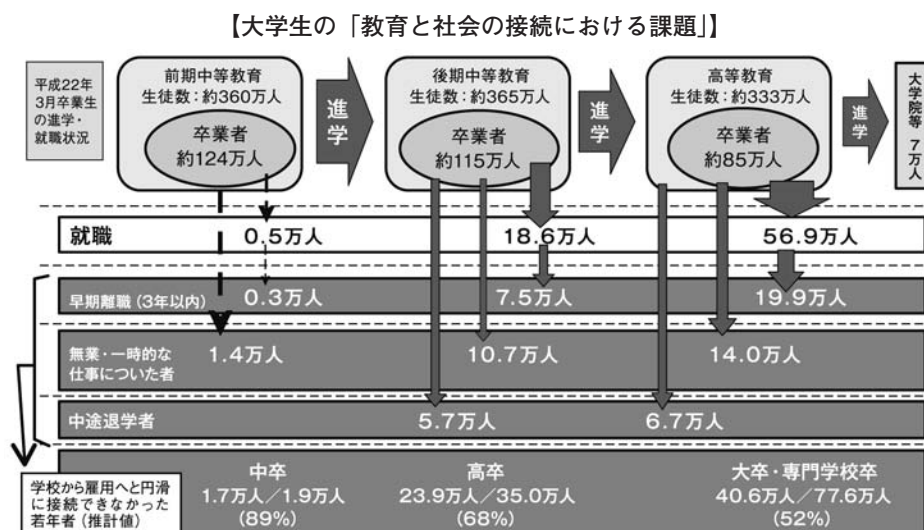 【大学生の「教育と社会の接続における課題」】
平成22年
3月卒業生
の進学・
就職状況
前期中等教育
生徒数：約360万人
卒業者
約124万人
進学
後期中等教育
生徒数：約365万人
卒業者
約115万人
進学
高等教育
生徒数：約333万人
卒業者
約85万人
進学
大学院等 7万人
就職 0.5万人 18.6万人 56.9万人
早期離職（3年以内） 0.3万人 7.5万人 19.9万人
無業・一時的な
仕事についた者
1.4万人 10.7万人 14.0万人
中途退学者 5.7万人 6.7万人
学校から雇用へと円滑
に接続できなかった
若年者（推計値）
中卒
1.7万人／1.9万人
(89%)
高卒
23.9万人／35.0万人
(68%)
大卒・専門学校卒
40.6万人／77.6万人
(52%)